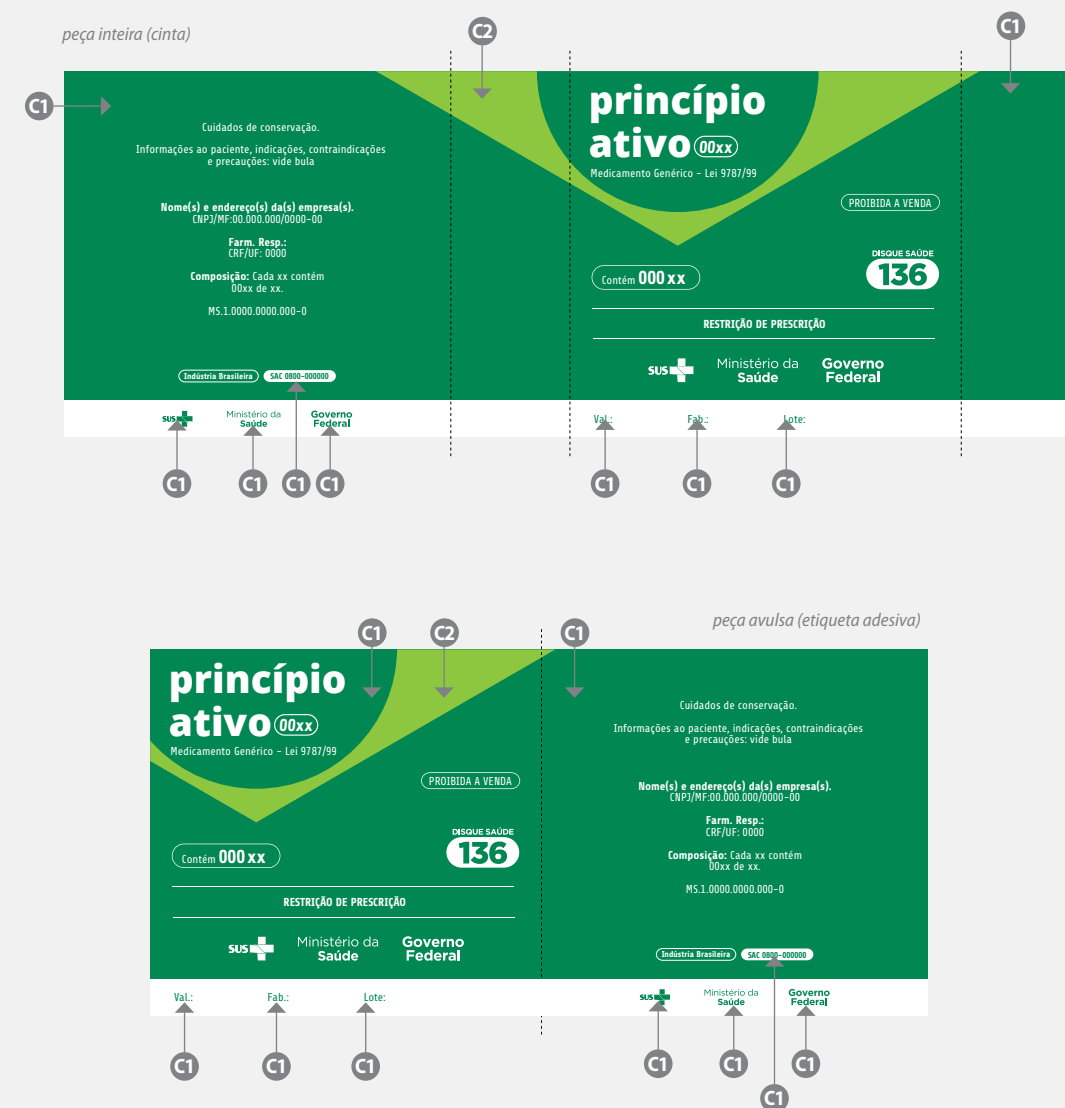 peça inteira (cinta)
C2
C1
C1
Cuidados de conservação.
Informações ao paciente, indicações, contraindicações
e precauções: vide bula
Nome(s) e endereço(s) da(s) empresa(s).
CNPJ/MF:00.000.000/0000-00
Farm. Resp.:
CRF/UF: 0000
Composição: Cada xx contém
00xx de xx.
MS.1.0000.0000.000-0
Indústria Brasileira
SAC 0800-000000
SUS
Ministério da
Saúde
Governo
Federal
princípio
ativo 00xx
Medicamento Genérico - Lei 9787/99
PROIBIDA A VENDA
DISQUE SAÚDE
136
Contém 000 xx
RESTRIÇÃO DE PRESCRIÇÃO
SUS
Ministério da
Saúde
Governo
Federal
Val.:
Fab.:
Lote:
C1
C1
C1
C1
C1
C1
C1
peça avulsa (etiqueta adesiva)
C1
C2
C1
princípio
ativo 00xx
Medicamento Genérico - Lei 9787/99
PROIBIDA A VENDA
DISQUE SAÚDE
136
Contém 000 xx
RESTRIÇÃO DE PRESCRIÇÃO
SUS
Ministério da
Saúde
Governo
Federal
Val.:
Fab.:
Lote:
Cuidados de conservação.
Informações ao paciente, indicações, contraindicações
e precauções: vide bula
Nome(s) e endereço(s) da(s) empresa(s).
CNPJ/MF:00.000.000/0000-00
Farm. Resp.:
CRF/UF: 0000
Composição: Cada xx contém
00xx de xx.
MS.1.0000.0000.000-0
Indústria Brasileira
SAC 0800-000000
SUS
Ministério da
Saúde
Governo
Federal
C1
C1
C1
C1
C1
C1
C1